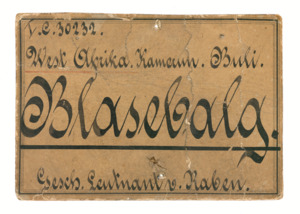 V.C.30232.
West Afrika. Kamerun. Buli.
Blasebalg.
Gesch. Leutnant v. Raben.